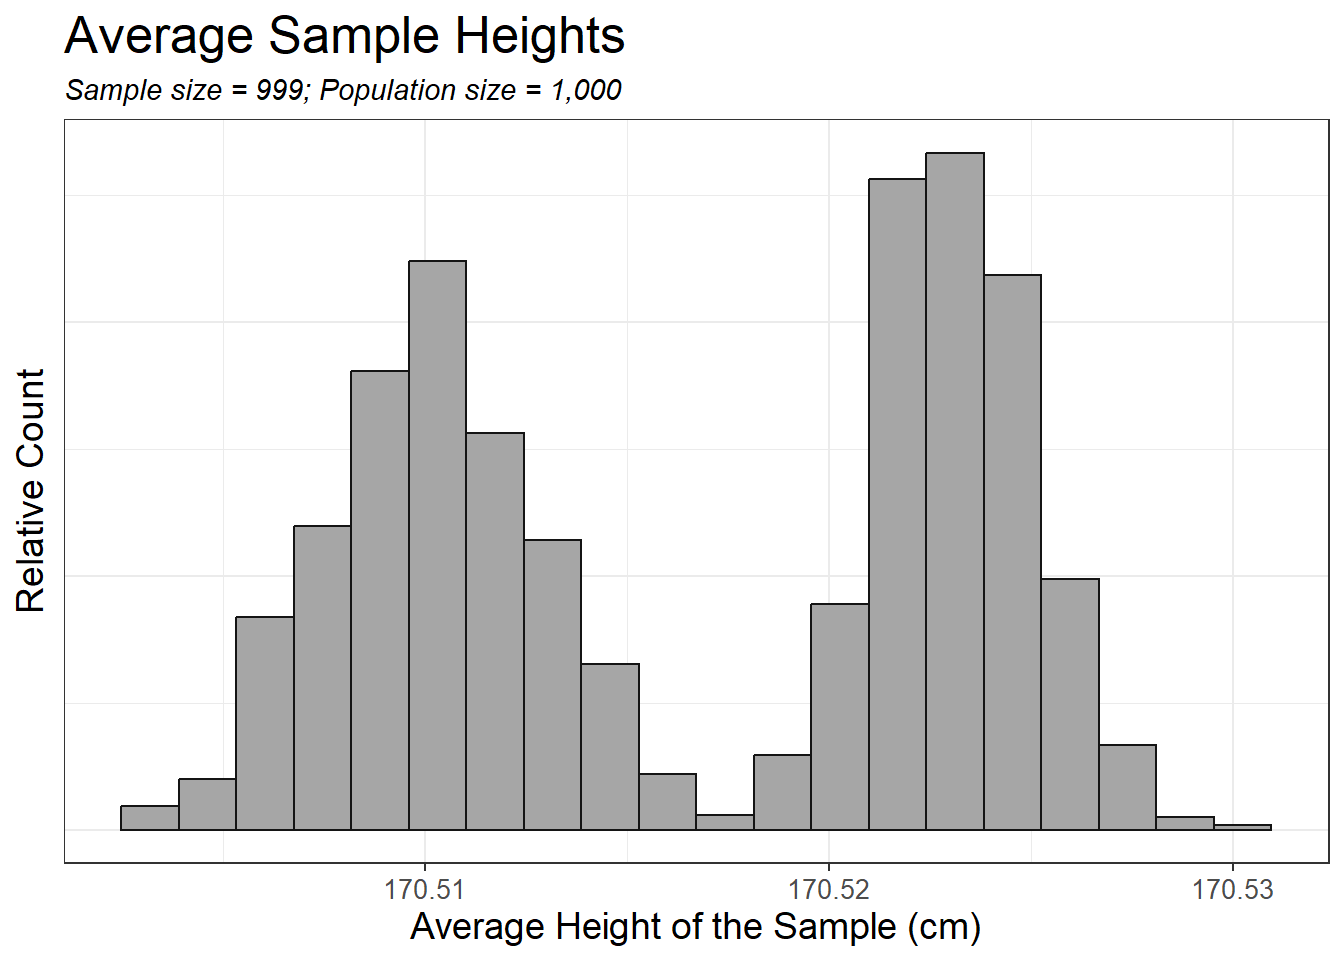 Average Sample Heights
Sample size = 999; Population size = 1,000
Relative Count
170.51
170.52
170.53
Average Height of the Sample (cm)